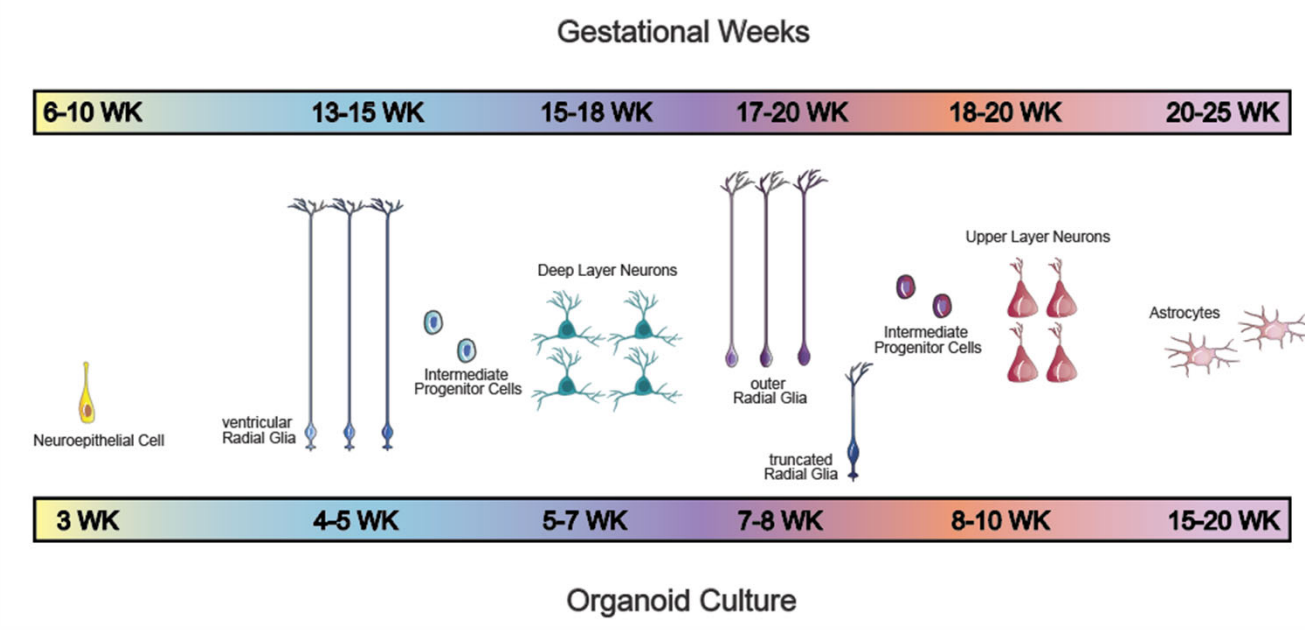 Gestational Weeks
6-10 WK 13-15 WK 15-18 WK 17-20 WK 18-20 WK 20-25 WK
Neuroepithelial Cell
ventricular
Radial Glia
Intermediate
Progenitor Cells
Deep Layer Neurons
outer
Radial Glia
truncated
Radial Glia
Intermediate
Progenitor Cells
Upper Layer Neurons
Astrocytes
3 WK 4-5 WK 5-7 WK 7-8 WK 8-10 WK 15-20 WK
Organoid Culture